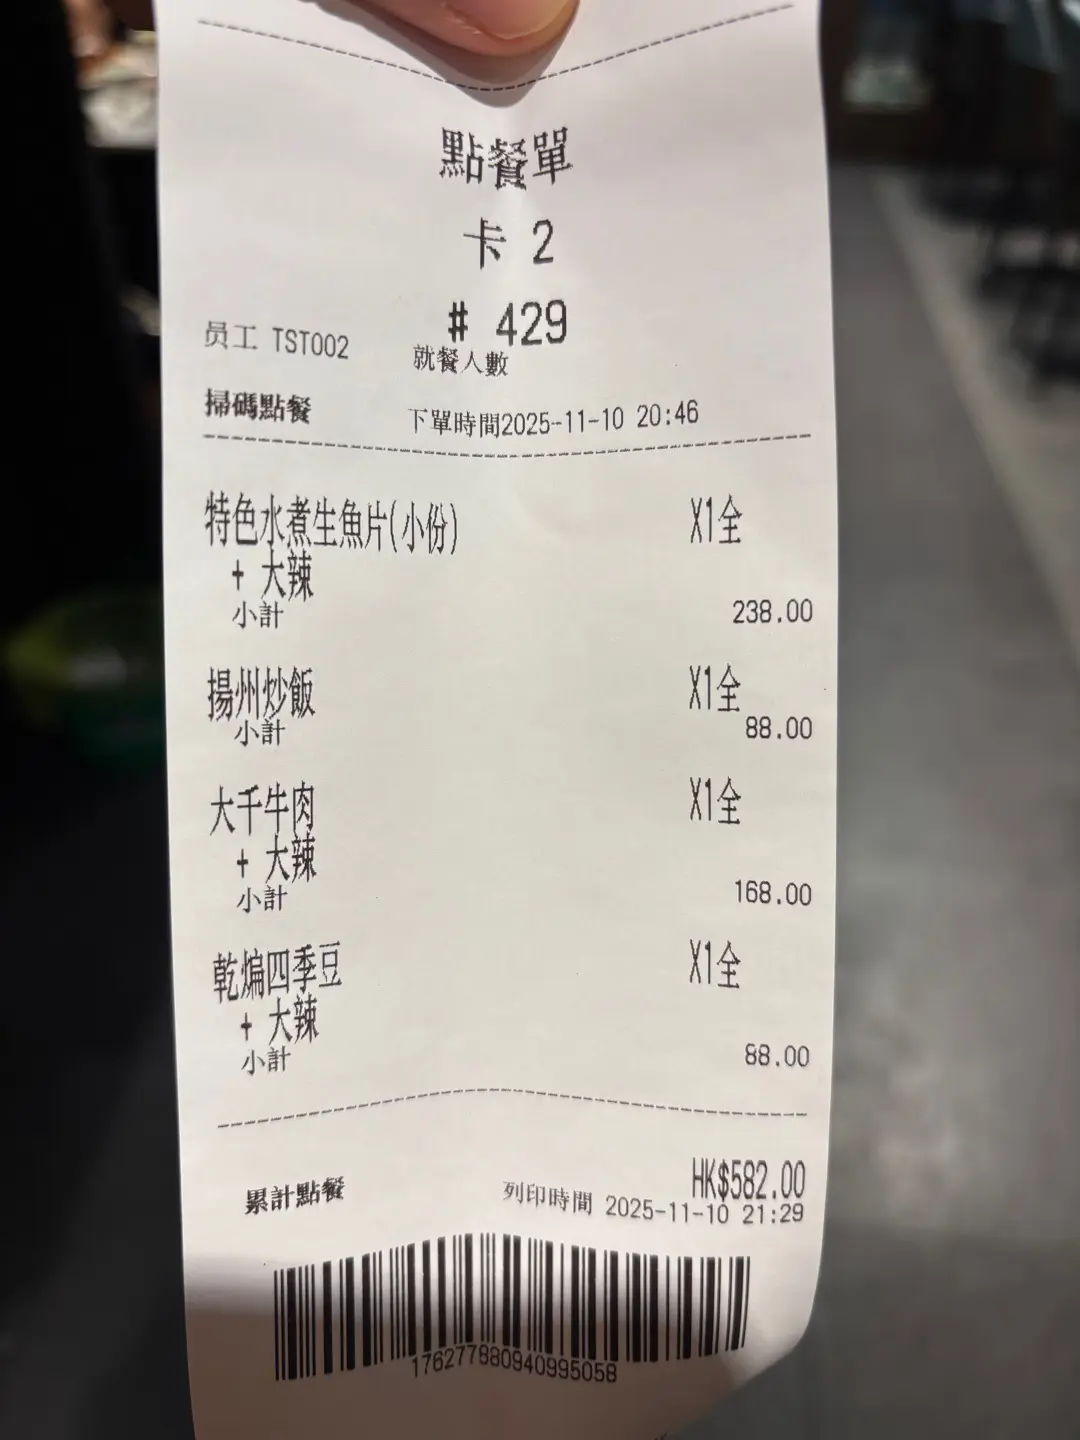 點餐單
卡 2
# 429
员工 TST002
就餐人數
掃碼點餐 下單時間2025-11-10 20:46
特色水煮生魚片(小份) X1全
+ 大辣
小計 238.00
揚州炒飯 X1全
小計 88.00
大千牛肉 X1全
+ 大辣
小計 168.00
乾煸四季豆 X1全
+ 大辣
小計 88.00
HK$582.00
累計點餐 列印時間 2025-11-10 21:29
1762778809409950​58